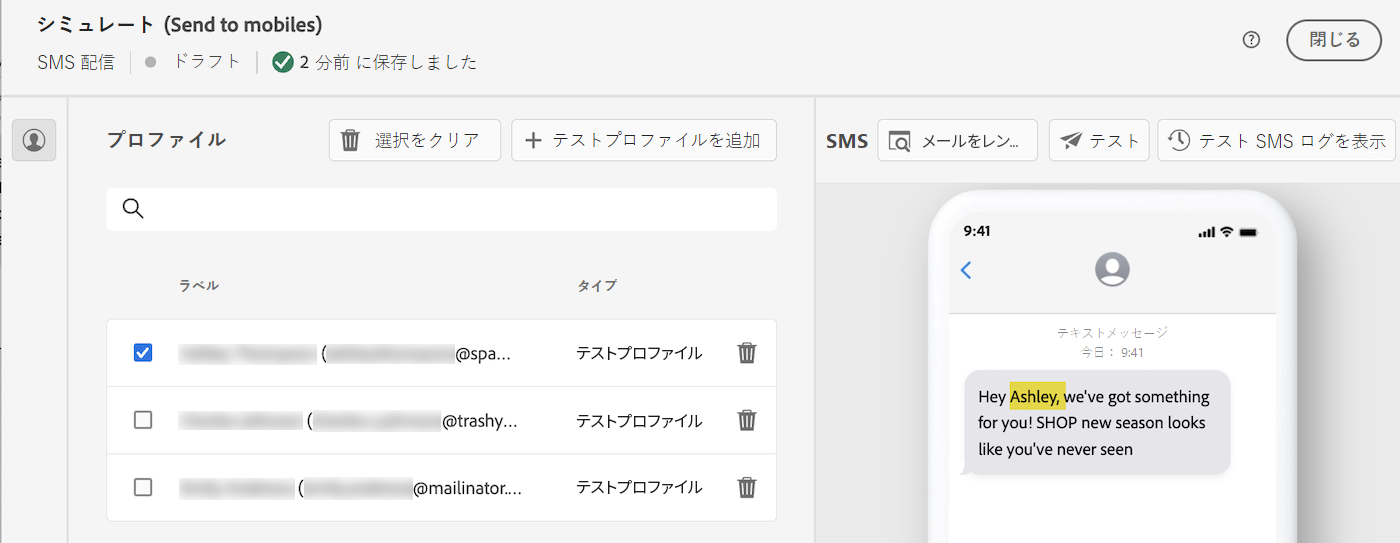 シミュレート (Send to mobiles)
SMS 配信
ドラフト
2 分前 に保存しました
閉じる
プロファイル
選択をクリア
テストプロファイルを追加
SMS
メールをレン...
テスト
テスト SMS ログを表示
ラベル
タイプ
(
@spa...
テストプロファイル
(
@trashy...
テストプロファイル
(
@mailinator....
テストプロファイル
9:41
テキストメッセージ
今日： 9:41
Hey Ashley, we've got something
for you! SHOP new season looks
like you've never seen